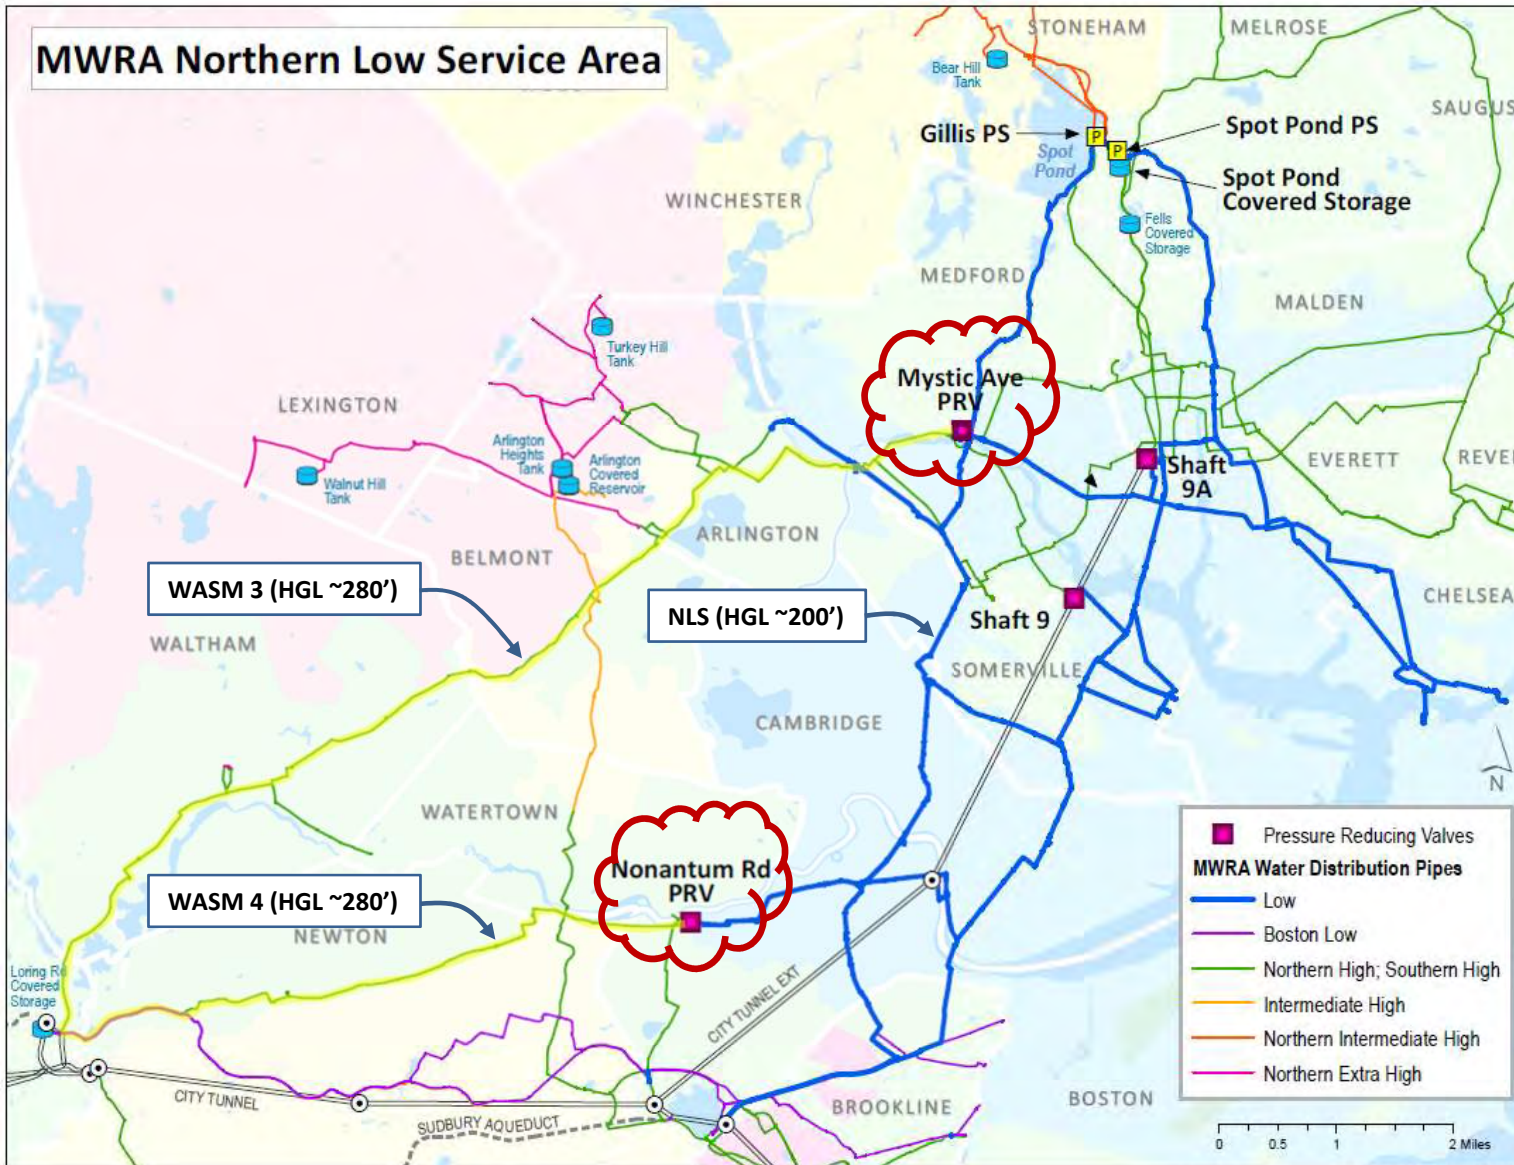 MWRA Northern Low Service Area
STONEHAM
MELROSE
Bear Hill
Tank
SAUGUS
Gillis PS
Spot Pond PS
Spot
Pond
Spot Pond
Covered Storage
WINCHESTER
Fells
Covered
Storage
MEDFORD
MALDEN
Turkey Hill
Tank
Mystic Ave
PRV
LEXINGTON
Arlington
Heights
Tank
Arlington
Covered
Reservoir
Walnut Hill
Tank
Shaft
9A
EVERETT
ARLINGTON
BELMONT
WASM 3 (HGL ~280')
NLS (HGL ~200')
Shaft 9
CHELSEA
WALTHAM
SOMERVILLE
CAMBRIDGE
N
WATERTOWN
Nonantum Rd
PRV
WASM 4 (HGL ~280')
NEWTON
Loring Rd
Covered
Storage
CITY TUNNEL EXT
CITY TUNNEL
SUDBURY AQUEDUCT
BROOKLINE
BOSTON
Pressure Reducing Valves
MWRA Water Distribution Pipes
Low
Boston Low
Northern High; Southern High
Intermediate High
Northern Intermediate High
Northern Extra High
0 0.5 1 2 Miles